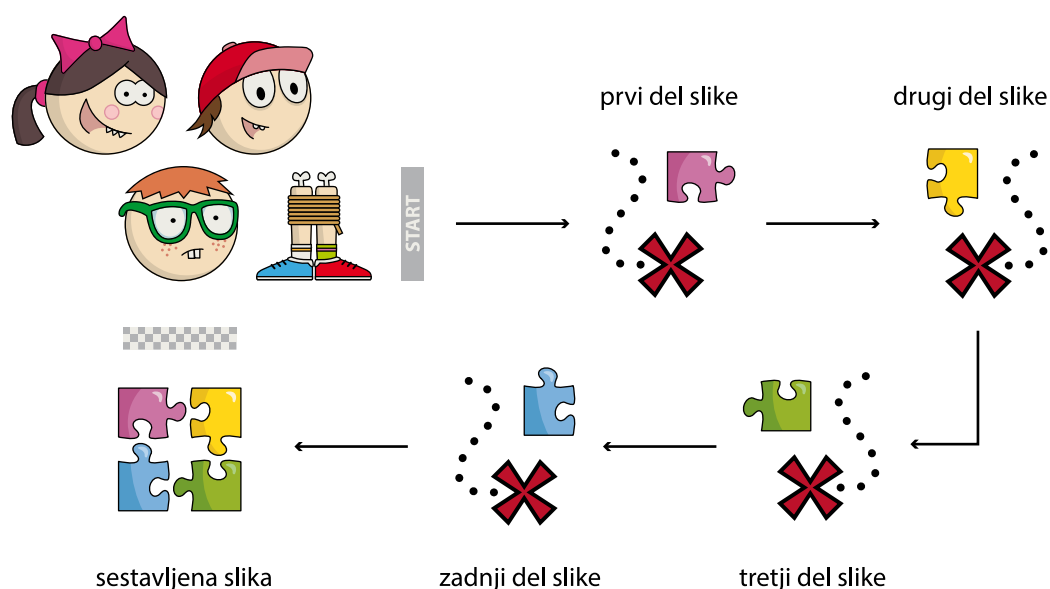 prvi del slike
drugi del slike
START
sestavljena slika
zadnji del slike
tretji del slike